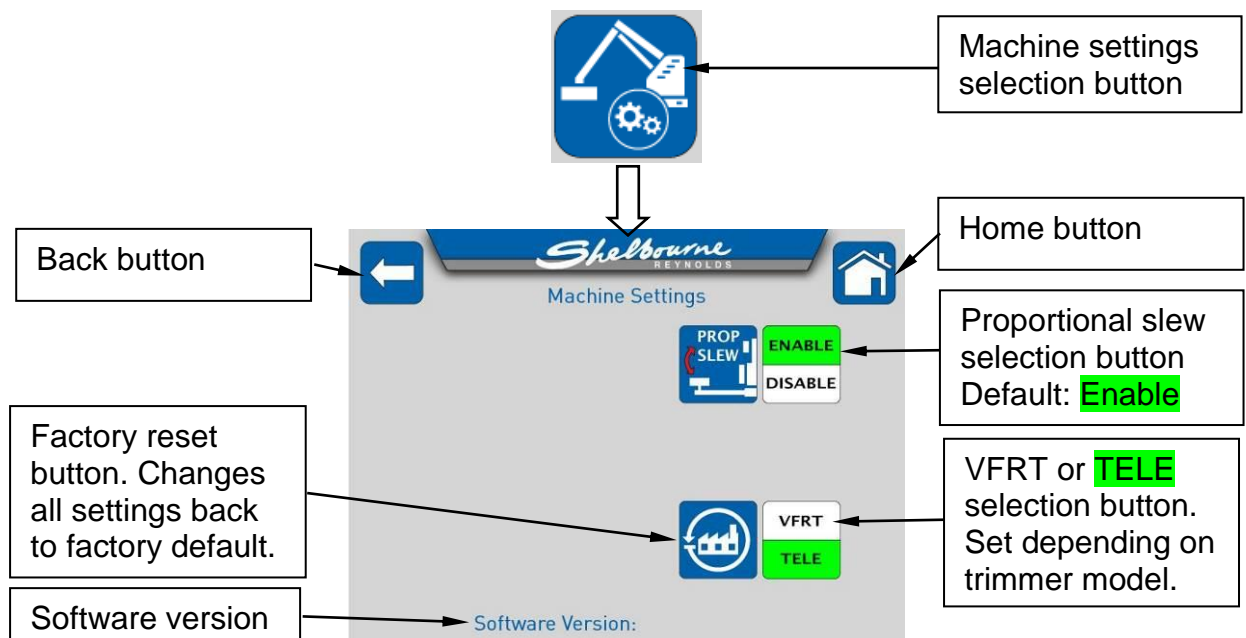 Machine settings
selection button
Back button
Shelbourne
REYNOLDS
Home button
Machine Settings
PROP
SLEW
ENABLE
DISABLE
Proportional slew
selection button
Default: Enable
Factory reset
button. Changes
all settings back
to factory default.
VFRT
TELE
VFRT or TELE
selection button.
Set depending on
trimmer model.
Software version
Software Version: